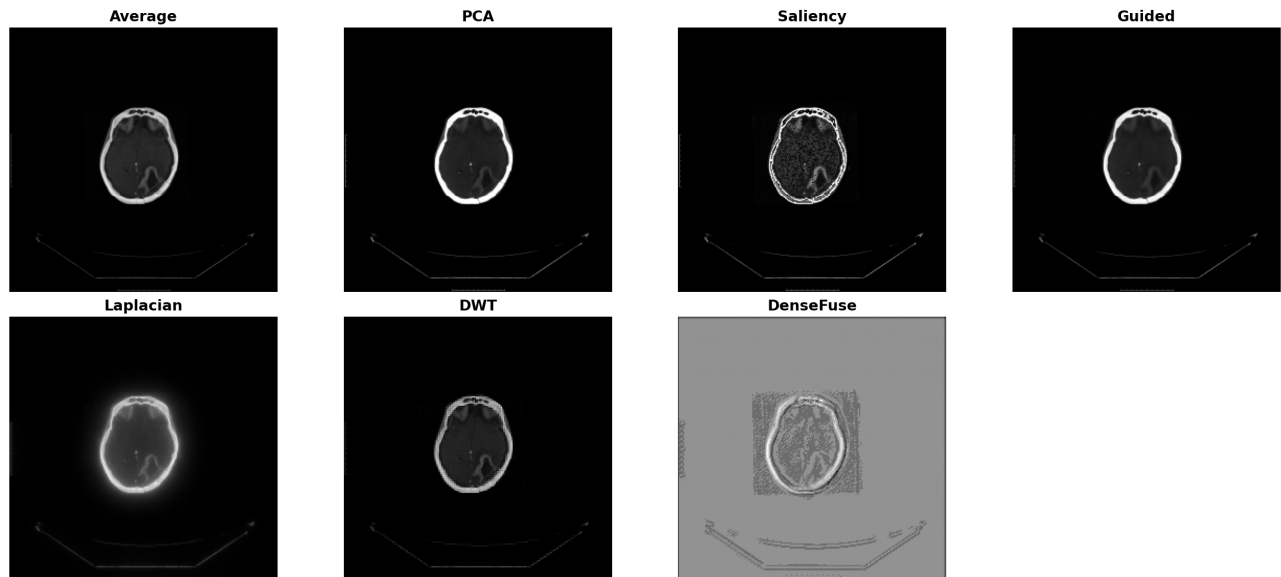 Average
PCA
Saliency
Guided
Laplacian
DWT
DenseFuse